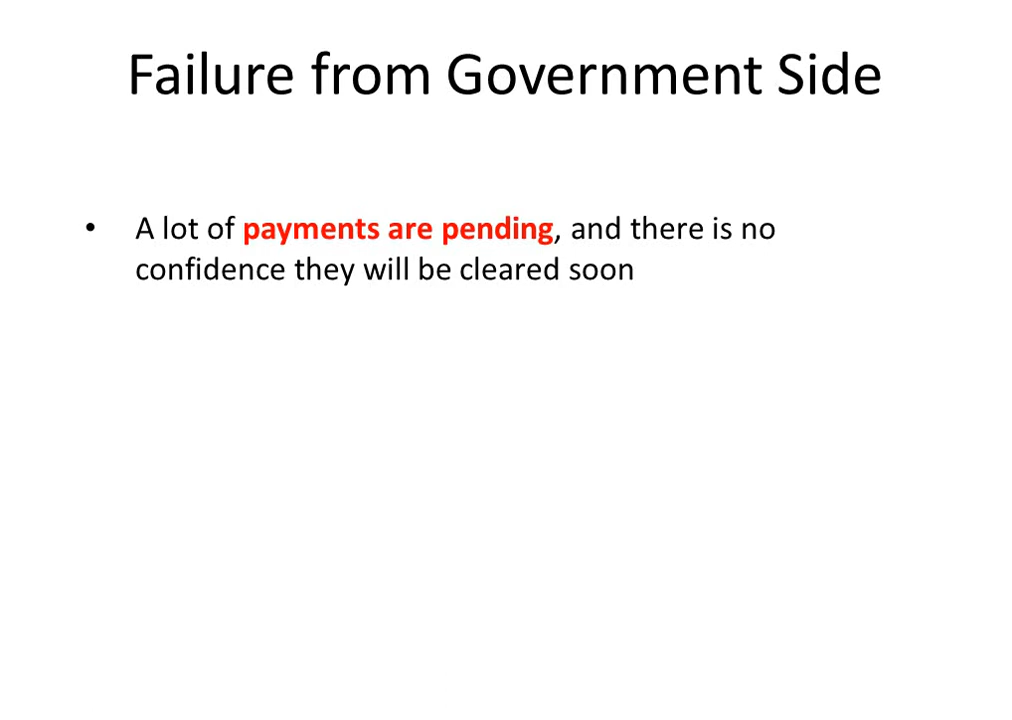 Failure from Government Side
• A lot of payments are pending, and there is no
confidence they will be cleared soon